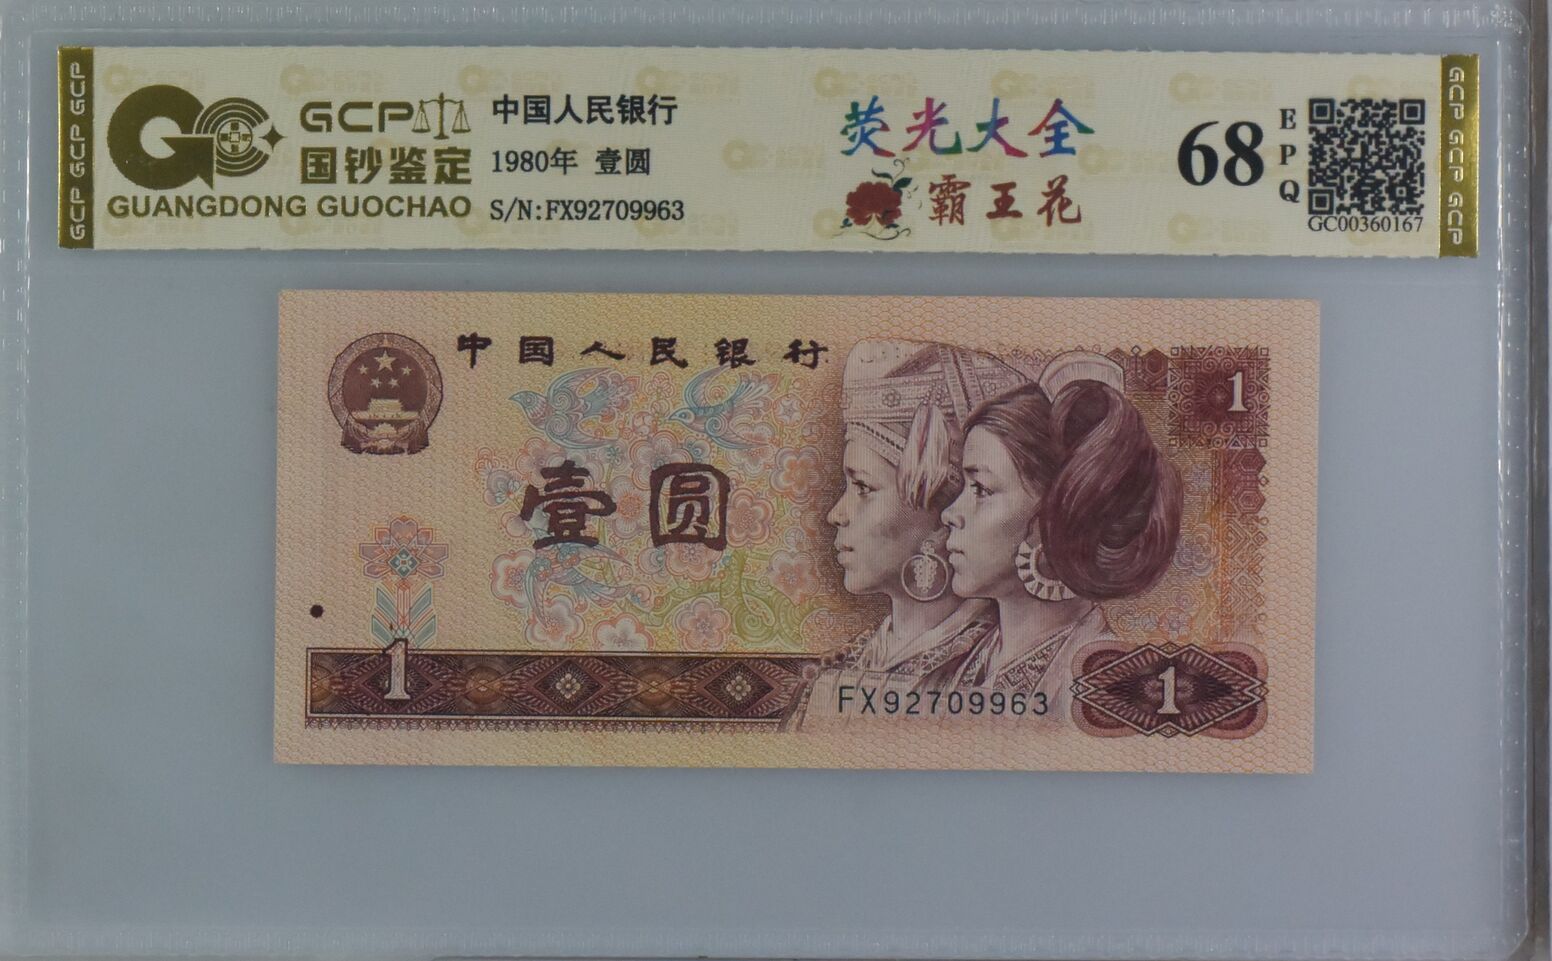 GCP
国钞鉴定
GUANGDONG GUOCHAO
中国人民银行
1980年 壹圆
S/N:FX92709963
荧光大全
霸王花
68
EPQ
GC00360167
GCP GCP GCP
GCP GCP GCP
中国人民银行
1
壹圆
1
FX92709963
1